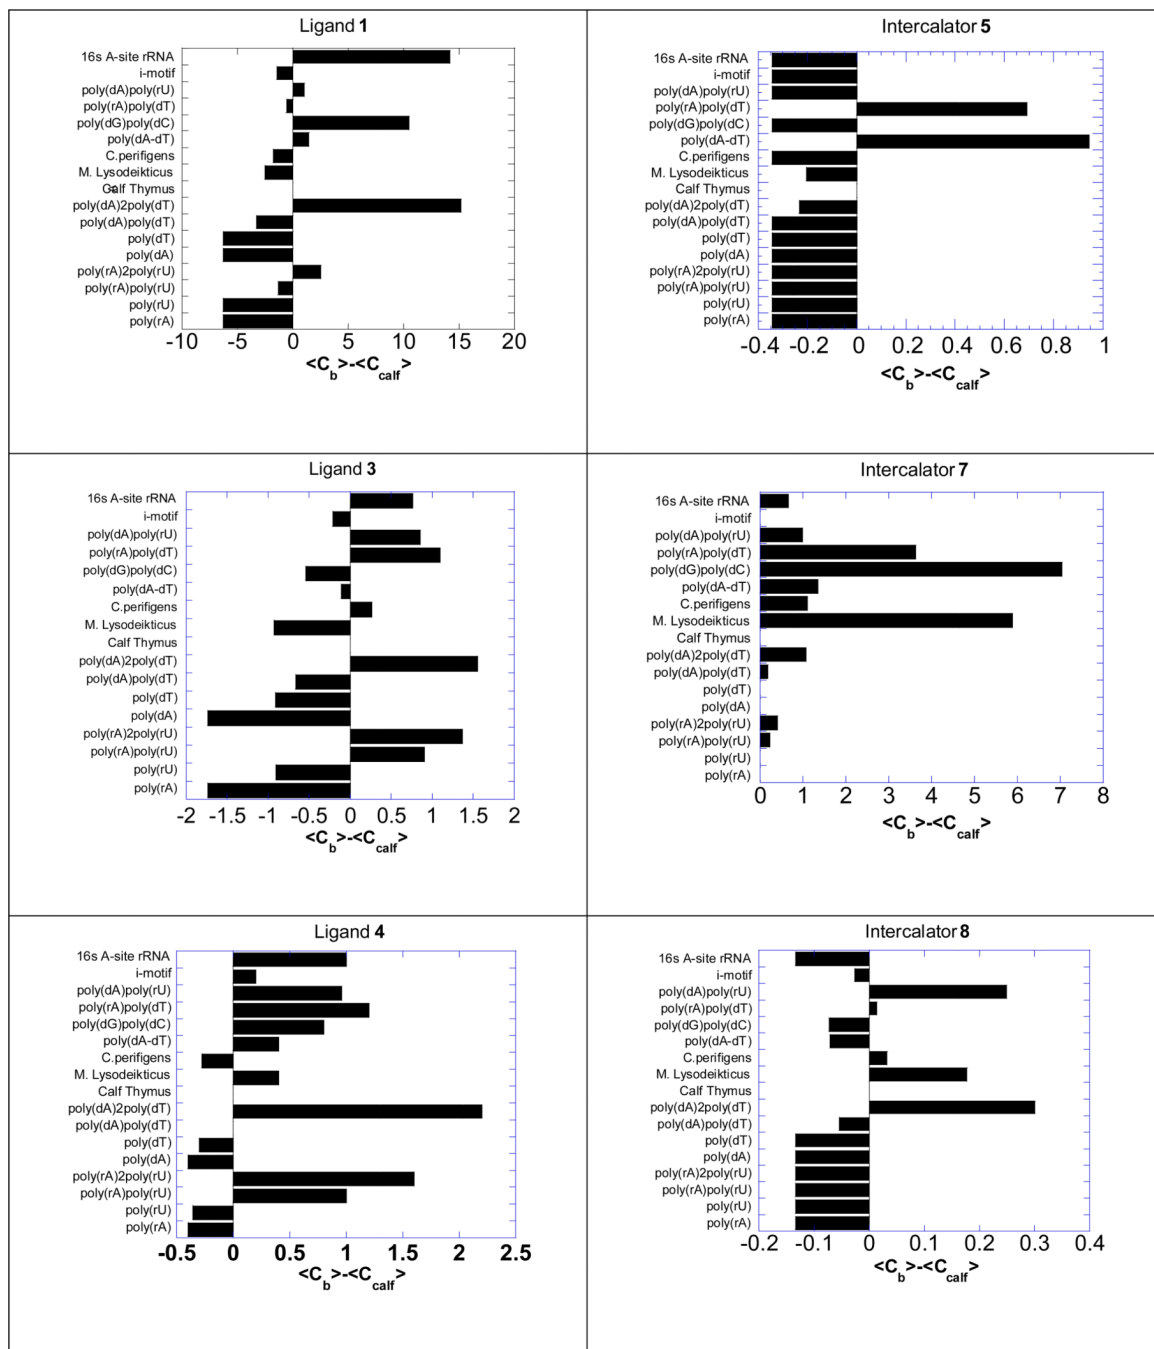 Ligand 1
16s A-site rRNA
i-motif
poly(dA)poly(rU)
poly(rA)poly(dT)
poly(dG)poly(dC)
poly(dA-dT)
C.perifigens
M. Lysodeikticus
Calf Thymus
poly(dA)2poly(dT)
poly(dA)poly(dT)
poly(dT)
poly(dA)
poly(rA)2poly(rU)
poly(rA)poly(rU)
poly(rU)
poly(rA)
-10 -5 0 5 10 15 20
<C_b>-<C_calf>
Intercalator 5
16s A-site rRNA
i-motif
poly(dA)poly(rU)
poly(rA)poly(dT)
poly(dG)poly(dC)
poly(dA-dT)
C.perifigens
M. Lysodeikticus
Calf Thymus
poly(dA)2poly(dT)
poly(dA)poly(dT)
poly(dT)
poly(dA)
poly(rA)2poly(rU)
poly(rA)poly(rU)
poly(rU)
poly(rA)
-0.4 -0.2 0 0.2 0.4 0.6 0.8 1
<C_b>-<C_calf>
Ligand 3
16s A-site rRNA
i-motif
poly(dA)poly(rU)
poly(rA)poly(dT)
poly(dG)poly(dC)
poly(dA-dT)
C.perifigens
M. Lysodeikticus
Calf Thymus
poly(dA)2poly(dT)
poly(dA)poly(dT)
poly(dT)
poly(dA)
poly(rA)2poly(rU)
poly(rA)poly(rU)
poly(rU)
poly(rA)
-2 -1.5 -1 -0.5 0 0.5 1 1.5 2
<C_b>-<C_calf>
Intercalator 7
16s A-site rRNA
i-motif
poly(dA)poly(rU)
poly(rA)poly(dT)
poly(dG)poly(dC)
poly(dA-dT)
C.perifigens
M. Lysodeikticus
Calf Thymus
poly(dA)2poly(dT)
poly(dA)poly(dT)
poly(dT)
poly(dA)
poly(rA)2poly(rU)
poly(rA)poly(rU)
poly(rU)
poly(rA)
0 1 2 3 4 5 6 7 8
<C_b>-<C_calf>
Ligand 4
16s A-site rRNA
i-motif
poly(dA)poly(rU)
poly(rA)poly(dT)
poly(dG)poly(dC)
poly(dA-dT)
C.perifigens
M. Lysodeikticus
Calf Thymus
poly(dA)2poly(dT)
poly(dA)poly(dT)
poly(dT)
poly(dA)
poly(rA)2poly(rU)
poly(rA)poly(rU)
poly(rU)
poly(rA)
-0.5 0 0.5 1 1.5 2 2.5
<C_b>-<C_calf>
Intercalator 8
16s A-site rRNA
i-motif
poly(dA)poly(rU)
poly(rA)poly(dT)
poly(dG)poly(dC)
poly(dA-dT)
C.perifigens
M. Lysodeikticus
Calf Thymus
poly(dA)2poly(dT)
poly(dA)poly(dT)
poly(dT)
poly(dA)
poly(rA)2poly(rU)
poly(rA)poly(rU)
poly(rU)
poly(rA)
-0.2 -0.1 0 0.1 0.2 0.3 0.4
<C_b>-<C_calf>